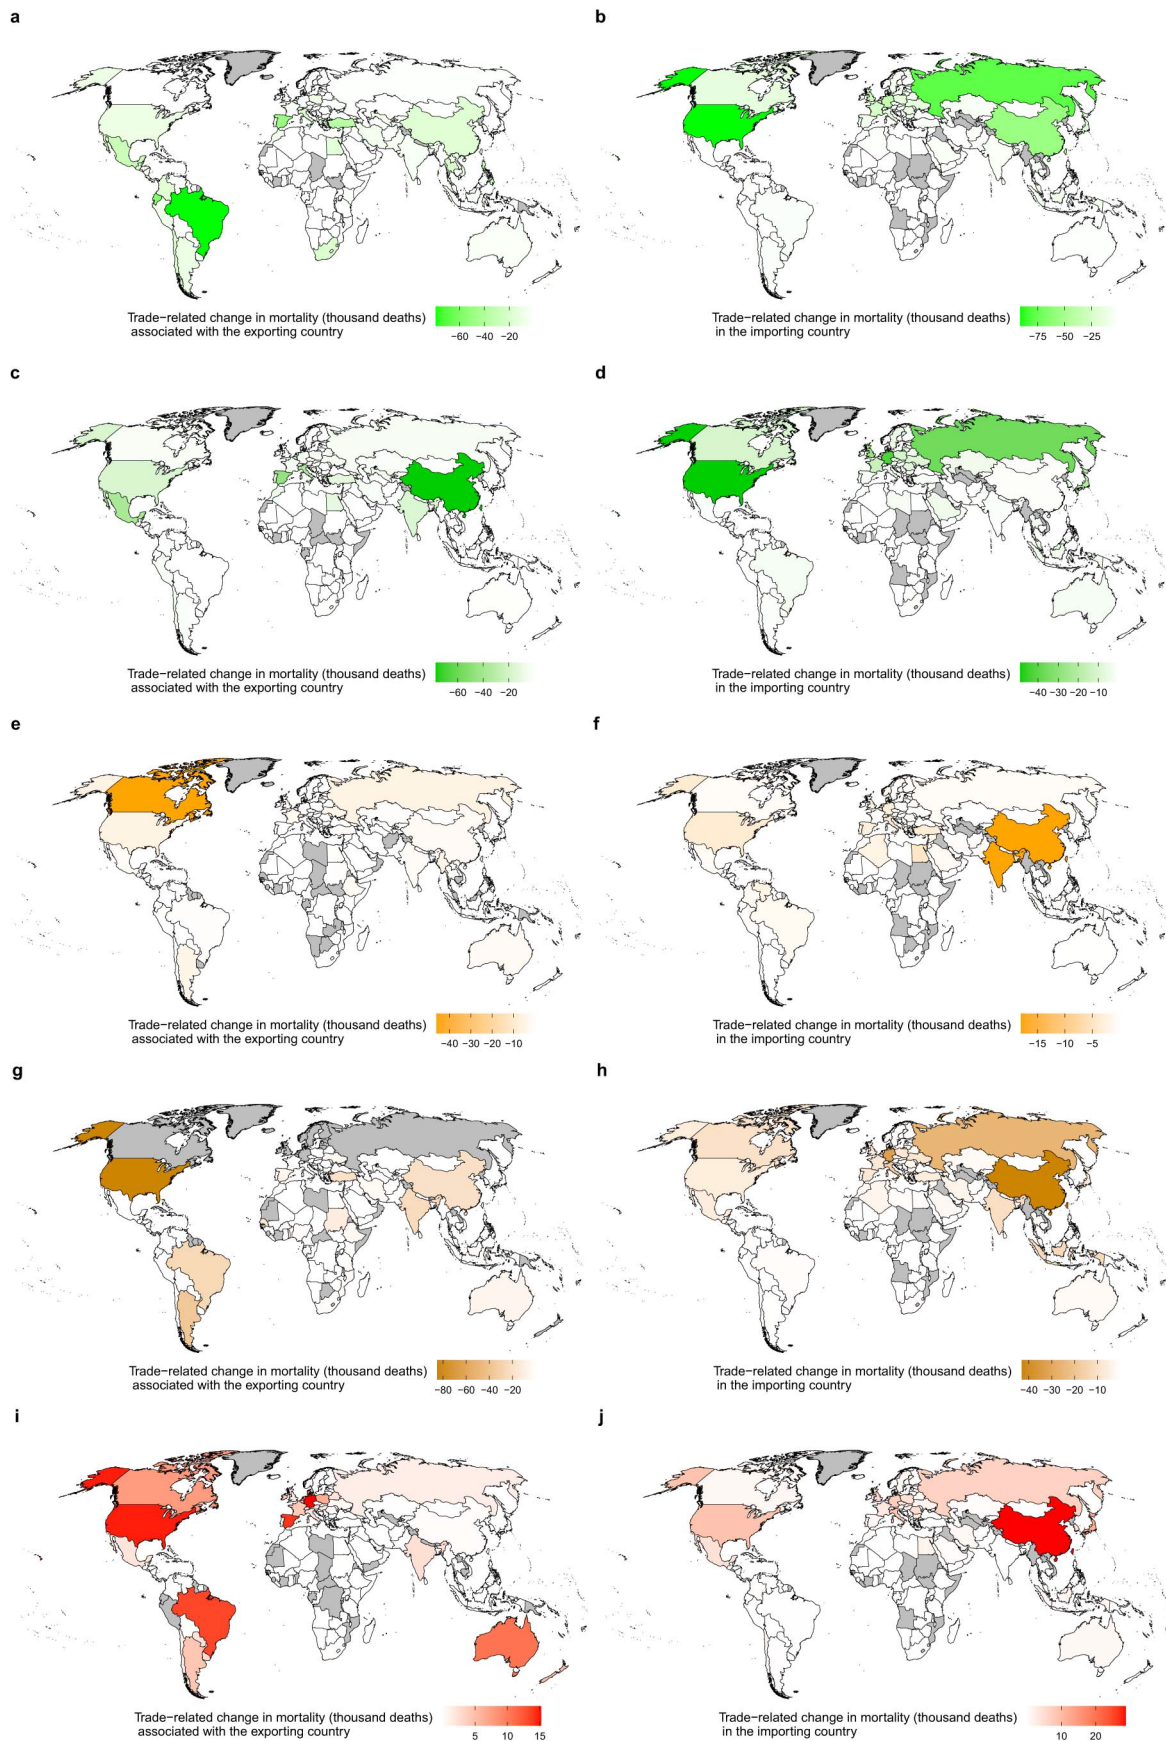 a
b
Trade−related change in mortality (thousand deaths)
associated with the exporting country
−60 −40 −20
Trade−related change in mortality (thousand deaths)
in the importing country
−75 −50 −25
c
d
Trade−related change in mortality (thousand deaths)
associated with the exporting country
−60 −40 −20
Trade−related change in mortality (thousand deaths)
in the importing country
−40 −30 −20 −10
e
f
Trade−related change in mortality (thousand deaths)
associated with the exporting country
−40 −30 −20 −10
Trade−related change in mortality (thousand deaths)
in the importing country
−15 −10 −5
g
h
Trade−related change in mortality (thousand deaths)
associated with the exporting country
−80 −60 −40 −20
Trade−related change in mortality (thousand deaths)
in the importing country
−40 −30 −20 −10
i
j
Trade−related change in mortality (thousand deaths)
associated with the exporting country
5 10 15
Trade−related change in mortality (thousand deaths)
in the importing country
10 20